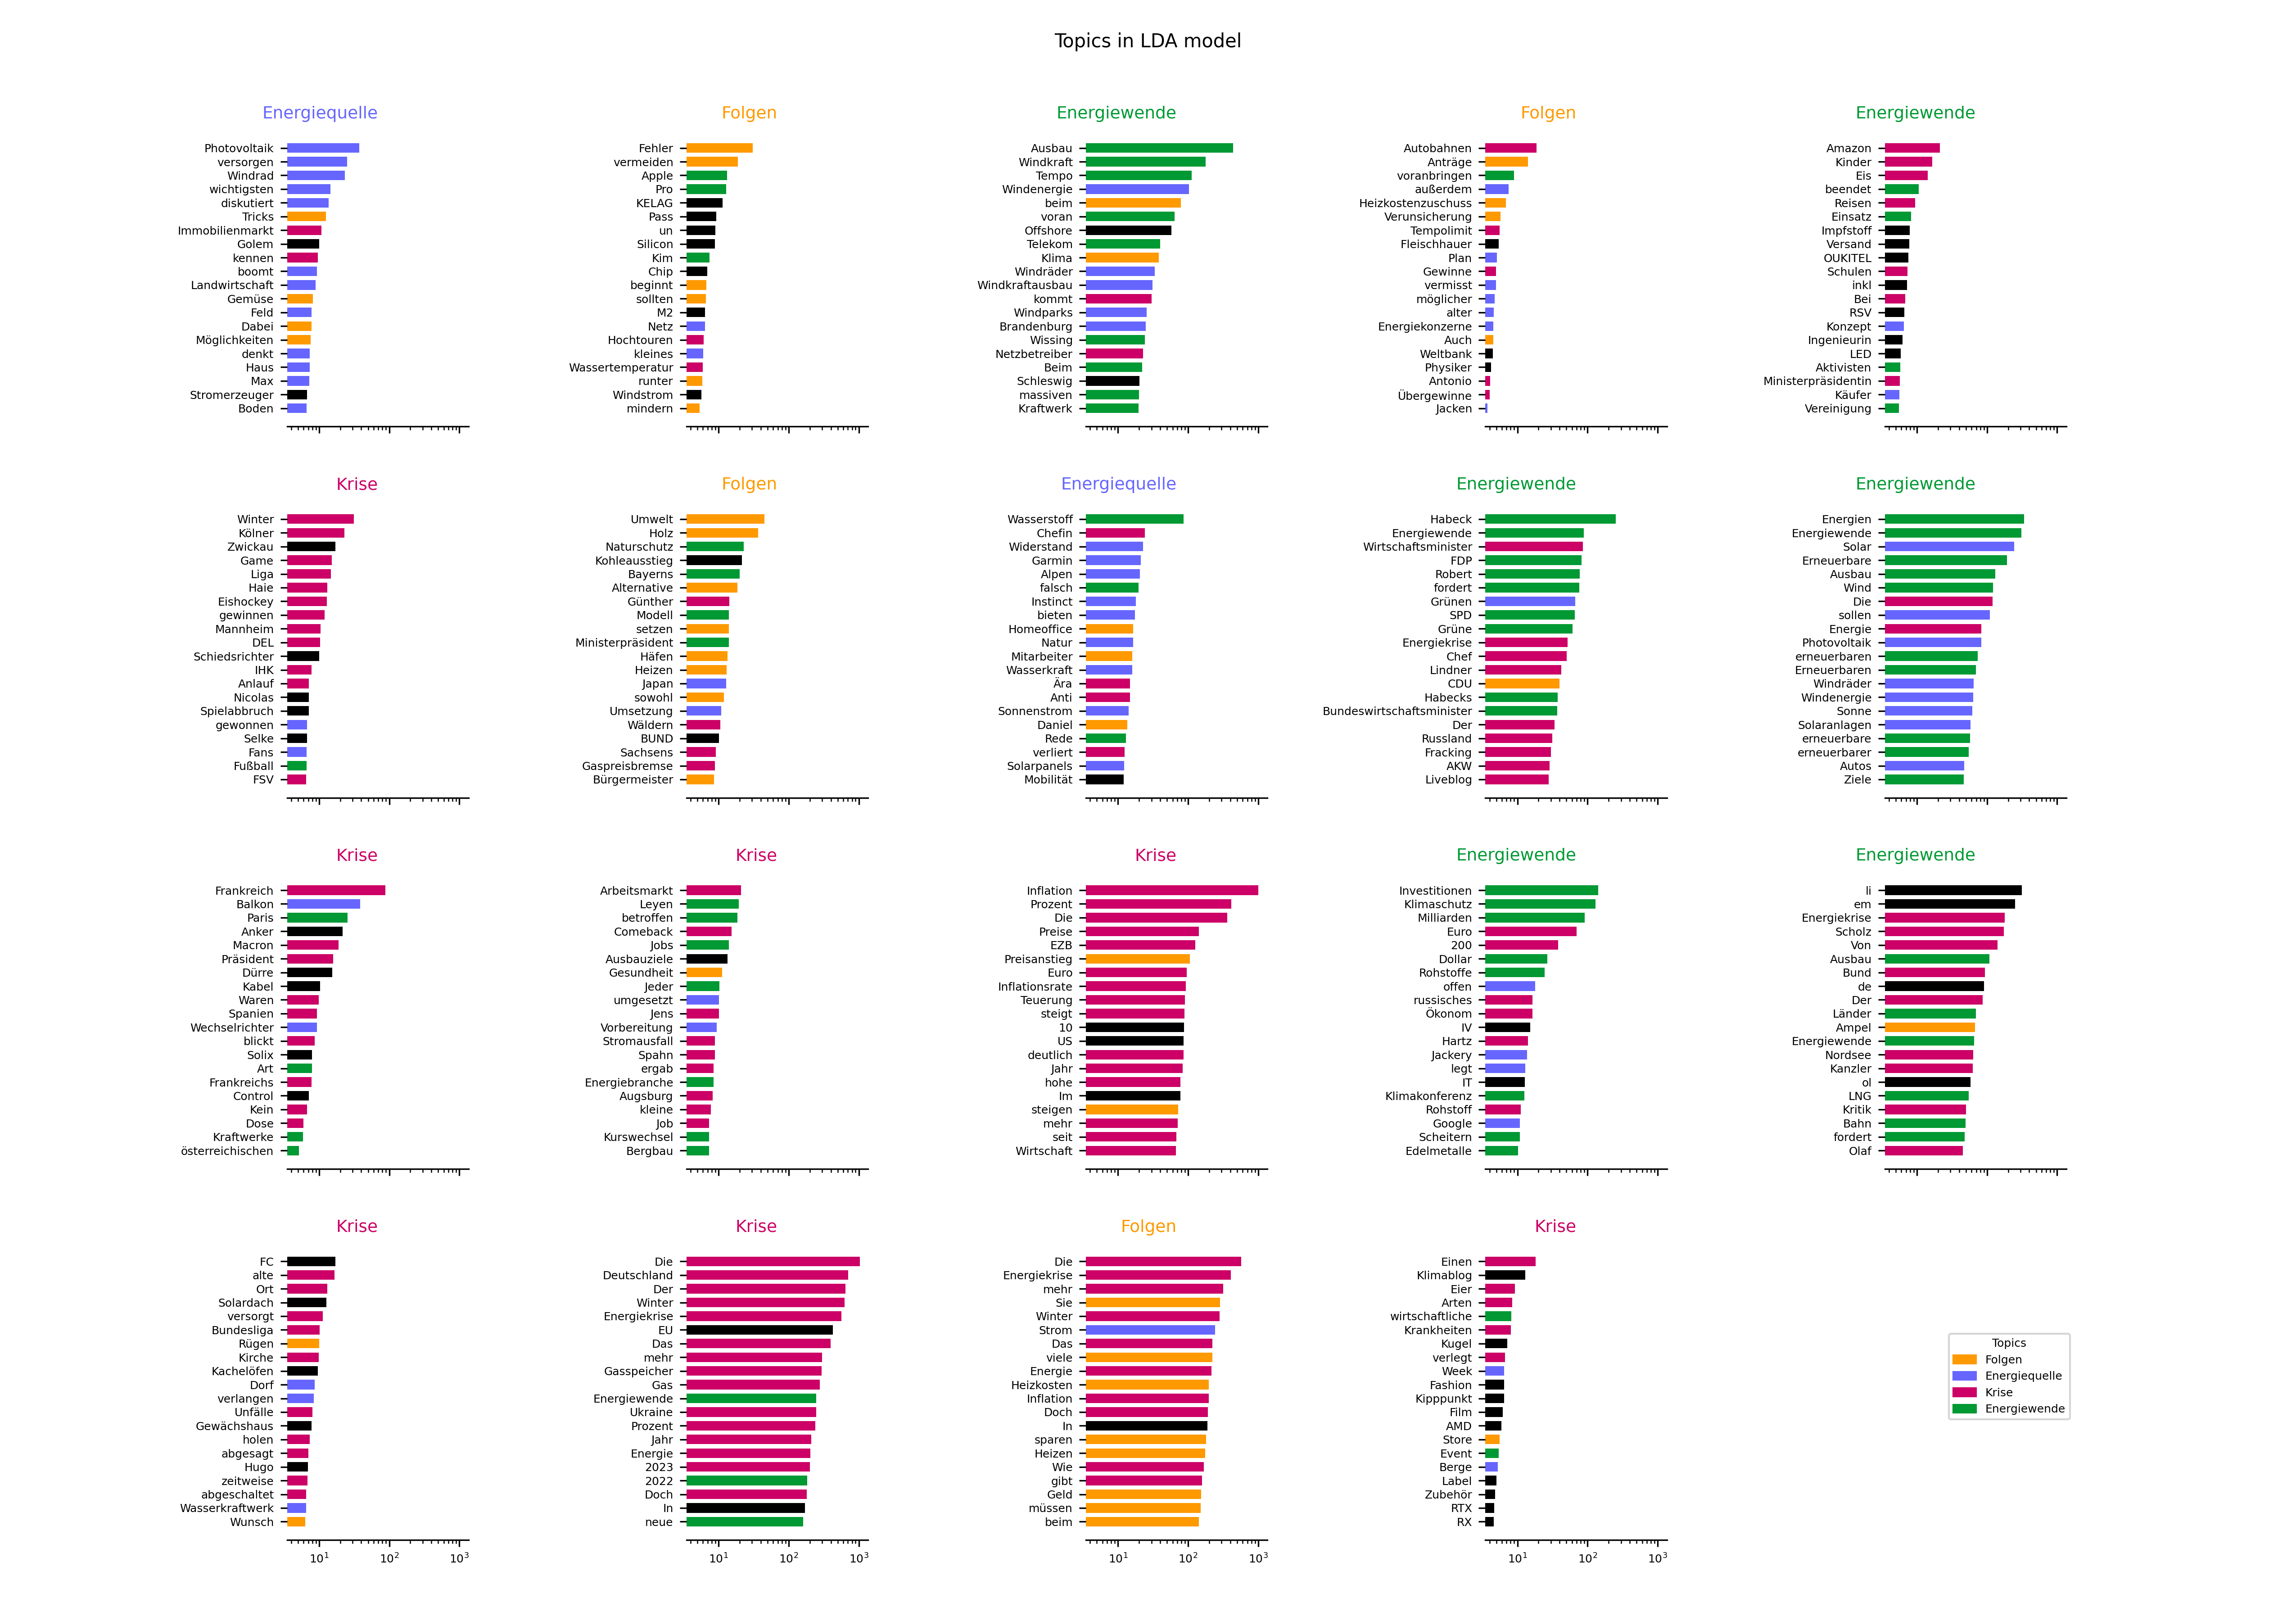 Topics in LDA model
Energiequelle
Photovoltaik
versorgen
Windrad
wichtigsten
diskutiert
Tricks
Immobilienmarkt
Golem
kennen
boomt
Landwirtschaft
Gemüse
Feld
Dabei
Möglichkeiten
denkt
Haus
Max
Stromerzeuger
Boden
Folgen
Fehler
vermeiden
Apple
Pro
KELAG
Pass
un
Silicon
Kim
Chip
beginnt
sollten
M2
Netz
Hochtouren
kleines
Wassertemperatur
runter
Windstrom
mindern
Energiewende
Ausbau
Windkraft
Tempo
Windenergie
beim
voran
Offshore
Telekom
Klima
Windräder
Windkraftausbau
kommt
Windparks
Brandenburg
Wissing
Netzbetreiber
Beim
Schleswig
massiven
Kraftwerk
Folgen
Autobahnen
Anträge
voranbringen
außerdem
Heizkostenzuschuss
Verunsicherung
Tempolimit
Fleischhauer
Plan
Gewinne
vermisst
möglicher
alter
Energiekonzerne
Auch
Weltbank
Physiker
Antonio
Übergewinne
Jacken
Energiewende
Amazon
Kinder
Eis
beendet
Reisen
Einsatz
Impfstoff
Versand
OUKITEL
Schulen
inkl
Bei
RSV
Konzept
Ingenieurin
LED
Aktivisten
Ministerpräsidentin
Käufer
Vereinigung
Krise
Winter
Kölner
Zwickau
Game
Liga
Haie
Eishockey
gewinnen
Mannheim
DEL
Schiedsrichter
IHK
Anlauf
Nicolas
Spielabbruch
gewonnen
Selke
Fans
Fußball
FSV
Folgen
Umwelt
Holz
Naturschutz
Kohleausstieg
Bayerns
Alternative
Günther
Modell
setzen
Ministerpräsident
Häfen
Heizen
Japan
sowohl
Umsetzung
Wäldern
BUND
Sachsens
Gaspreisbremse
Bürgermeister
Energiequelle
Wasserstoff
Chefin
Widerstand
Garmin
Alpen
falsch
Instinct
bieten
Homeoffice
Natur
Mitarbeiter
Wasserkraft
Ära
Anti
Sonnenstrom
Daniel
Rede
verliert
Solarpanels
Mobilität
Energiewende
Habeck
Energiewende
Wirtschaftsminister
FDP
Robert
fordert
Grünen
SPD
Grüne
Energiekrise
Chef
Lindner
CDU
Habecks
Bundeswirtschaftsminister
Der
Russland
Fracking
AKW
Liveblog
Energiewende
Energien
Energiewende
Solar
Erneuerbare
Ausbau
Wind
Die
sollen
Energie
Photovoltaik
erneuerbaren
Erneuerbaren
Windräder
Windenergie
Sonne
Solaranlagen
erneuerbare
erneuerbarer
Autos
Ziele
Krise
Frankreich
Balkon
Paris
Anker
Macron
Präsident
Dürre
Kabel
Waren
Spanien
Wechselrichter
blickt
Solix
Art
Frankreichs
Control
Kein
Dose
Kraftwerke
österreichischen
Krise
Arbeitsmarkt
Leyen
betroffen
Comeback
Jobs
Ausbauziele
Gesundheit
Jeder
umgesetzt
Jens
Vorbereitung
Stromausfall
Spahn
ergab
Energiebranche
Augsburg
kleine
Job
Kurswechsel
Bergbau
Krise
Inflation
Prozent
Die
Preise
EZB
Preisanstieg
Euro
Inflationsrate
Teuerung
steigt
10
US
deutlich
Jahr
hohe
Im
steigen
mehr
seit
Wirtschaft
Energiewende
Investitionen
Klimaschutz
Milliarden
Euro
200
Dollar
Rohstoffe
offen
russisches
Ökonom
IV
Hartz
Jackery
legt
IT
Klimakonferenz
Rohstoff
Google
Scheitern
Edelmetalle
Energiewende
li
em
Energiekrise
Scholz
Von
Ausbau
Bund
de
Der
Länder
Ampel
Energiewende
Nordsee
Kanzler
ol
LNG
Kritik
Bahn
fordert
Olaf
Krise
FC
alte
Ort
Solardach
versorgt
Bundesliga
Rügen
Kirche
Kachelöfen
Dorf
verlangen
Unfälle
Gewächshaus
holen
abgesagt
Hugo
zeitweise
abgeschaltet
Wasserkraftwerk
Wunsch
10¹ 10² 10³
Krise
Die
Deutschland
Der
Winter
Energiekrise
EU
Das
mehr
Gasspeicher
Gas
Energiewende
Ukraine
Prozent
Jahr
Energie
2023
2022
Doch
In
neue
10¹ 10² 10³
Folgen
Die
Energiekrise
mehr
Sie
Winter
Strom
Das
viele
Energie
Heizkosten
Inflation
Doch
In
sparen
Heizen
Wie
gibt
Geld
müssen
beim
10¹ 10² 10³
Krise
Einen
Klimablog
Eier
Arten
wirtschaftliche
Krankheiten
Kugel
verlegt
Week
Fashion
Kipppunkt
Film
AMD
Store
Event
Berge
Label
Zubehör
RTX
RX
10¹ 10² 10³
Topics
Folgen
Energiequelle
Krise
Energiewende